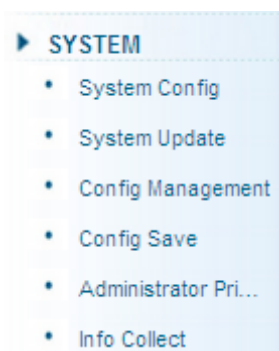 SYSTEM
System Config
System Update
Config Management
Config Save
Administrator Pri...
Info Collect